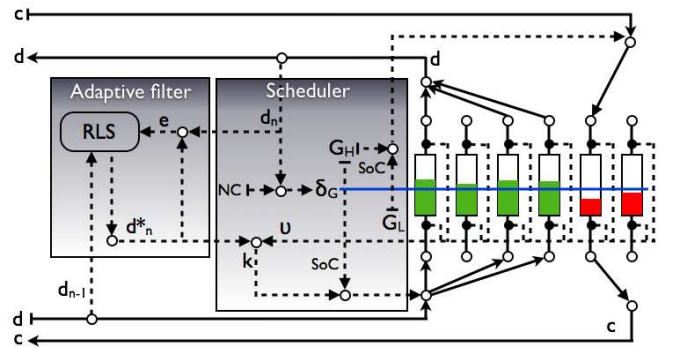 c
d
d
Adaptive filter
Scheduler
e
dn
RLS
GH
SoC
NC
δG
GL
d*n
υ
k
SoC
dn-1
d
c
c